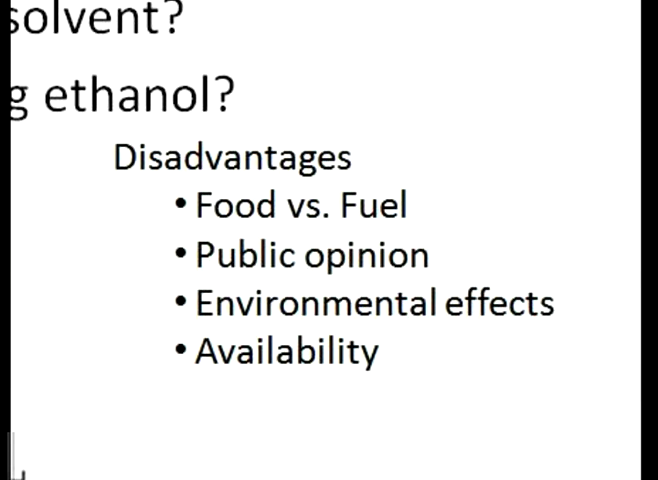 solvent?
g ethanol?
Disadvantages
• Food vs. Fuel
• Public opinion
• Environmental effects
• Availability